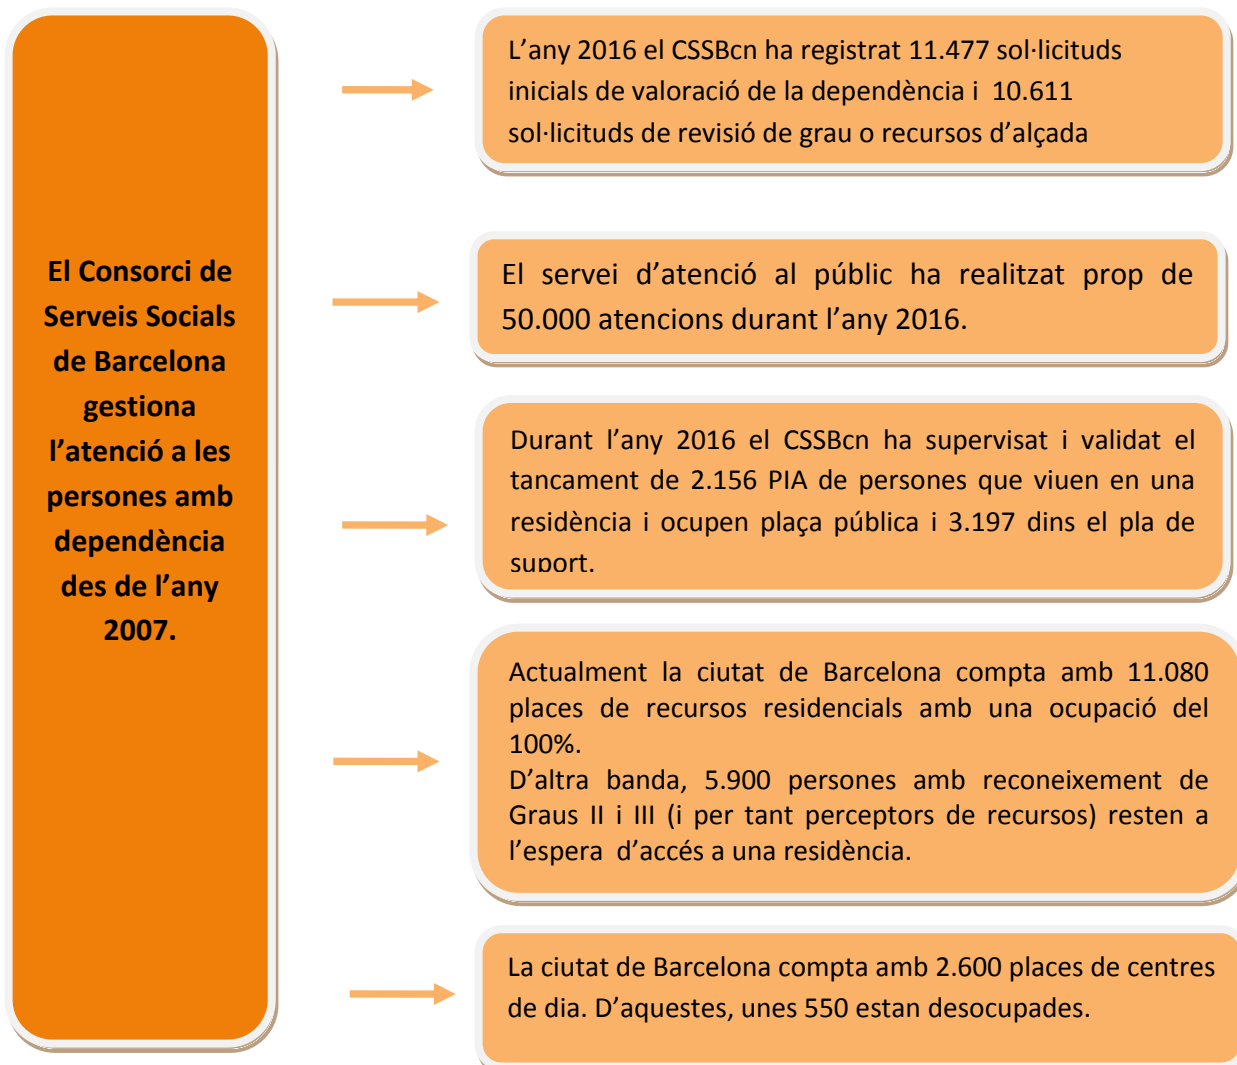 El Consorci de
Serveis Socials
de Barcelona
gestiona
l’atenció a les
persones amb
dependència
des de l’any
2007.
L’any 2016 el CSSBcn ha registrat 11.477 sol·licituds
inicials de valoració de la dependència i 10.611
sol·licituds de revisió de grau o recursos d’alçada
El servei d’atenció al públic ha realitzat prop de
50.000 atencions durant l’any 2016.
Durant l’any 2016 el CSSBcn ha supervisat i validat el
tancament de 2.156 PIA de persones que viuen en una
residència i ocupen plaça pública i 3.197 dins el pla de
suport.
Actualment la ciutat de Barcelona compta amb 11.080
places de recursos residencials amb una ocupació del
100%.
D’altra banda, 5.900 persones amb reconeixement de
Graus II i III (i per tant perceptors de recursos) resten a
l’espera d’accés a una residència.
La ciutat de Barcelona compta amb 2.600 places de centres
de dia. D’aquestes, unes 550 estan desocupades.